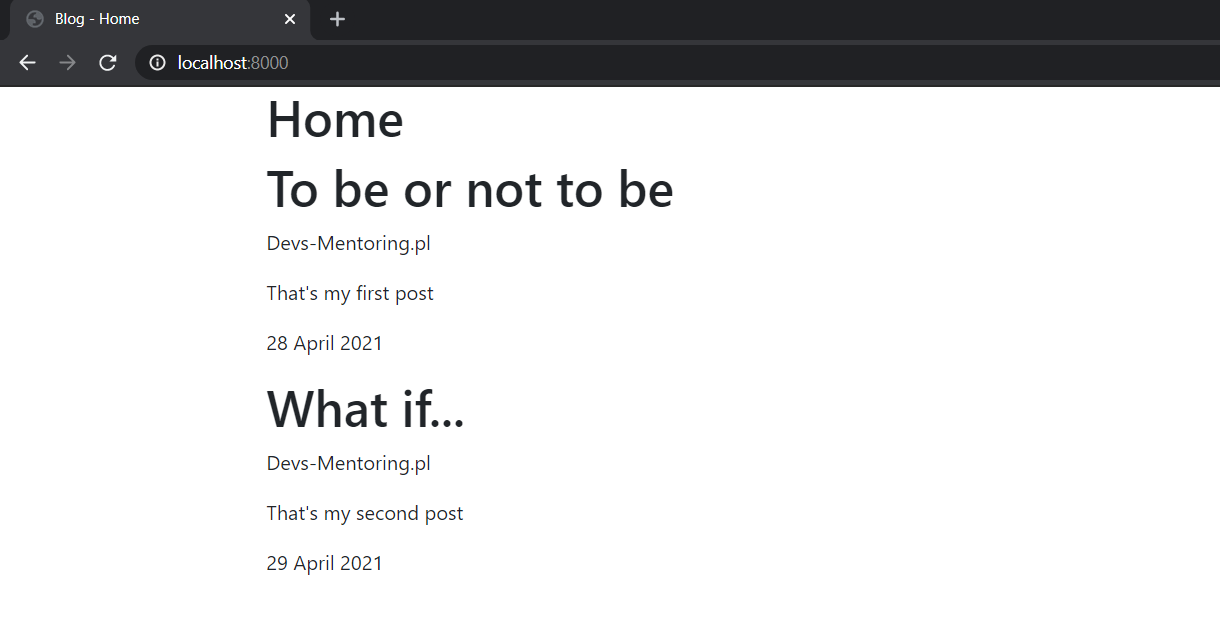 Blog - Home
localhost:8000
Home
To be or not to be
Devs-Mentoring.pl
That's my first post
28 April 2021
What if...
Devs-Mentoring.pl
That's my second post
29 April 2021